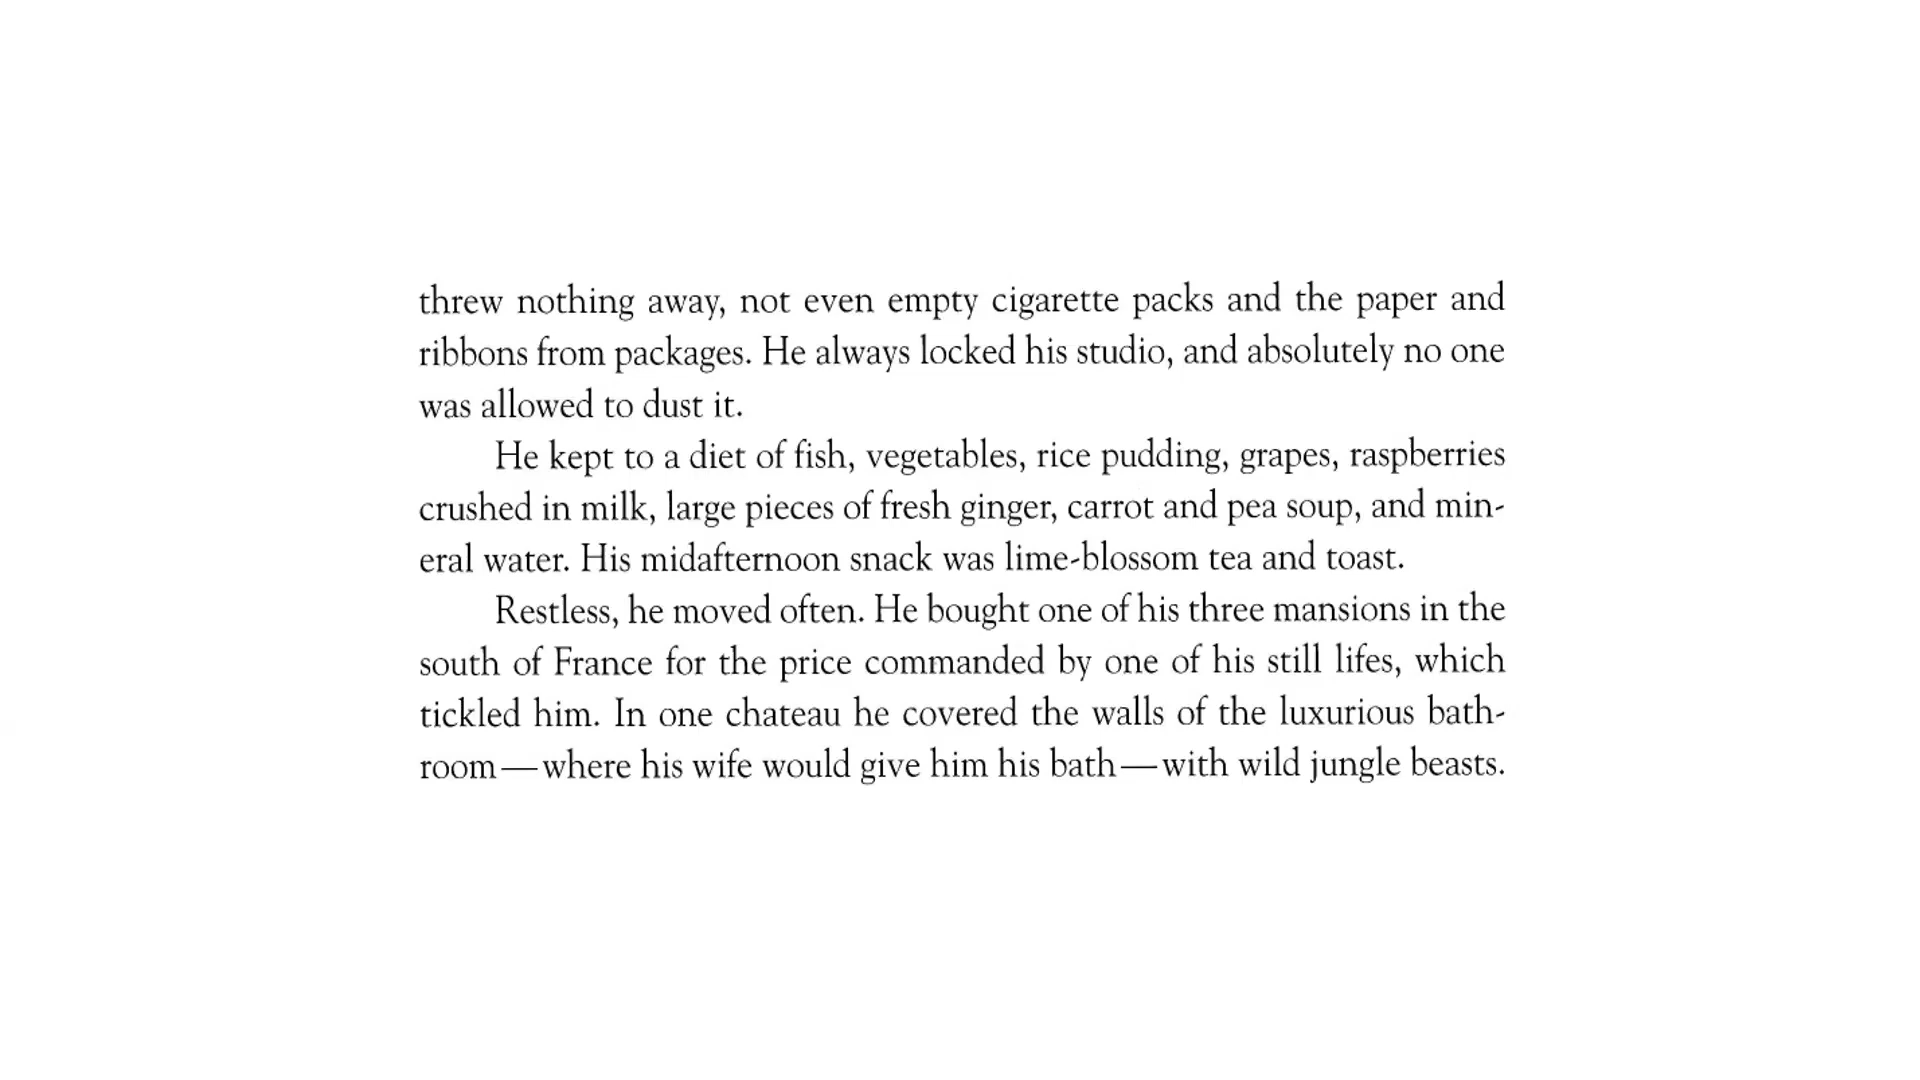 threw nothing away, not even empty cigarette packs and the paper and
ribbons from packages. He always locked his studio, and absolutely no one
was allowed to dust it.
He kept to a diet of fish, vegetables, rice pudding, grapes, raspberries
crushed in milk, large pieces of fresh ginger, carrot and pea soup, and min-
eral water. His midafternoon snack was lime-blossom tea and toast.
Restless, he moved often. He bought one of his three mansions in the
south of France for the price commanded by one of his still lifes, which
tickled him. In one chateau he covered the walls of the luxurious bath-
room—where his wife would give him his bath—with wild jungle beasts.